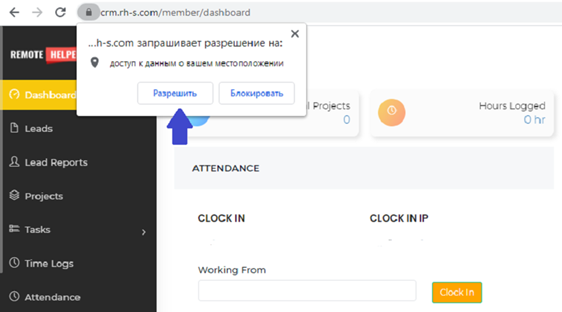 crm.rh-s.com/member/dashboard
...h-s.com запрашивает разрешение на:
доступ к данным о вашем местоположении
Разрешить
Блокировать
REMOTE HELPE
Dashboard
Leads
Lead Reports
Projects
Tasks
Time Logs
Attendance
l Projects
0
Hours Logged
0 hr
ATTENDANCE
CLOCK IN
CLOCK IN IP
Working From
Clock In